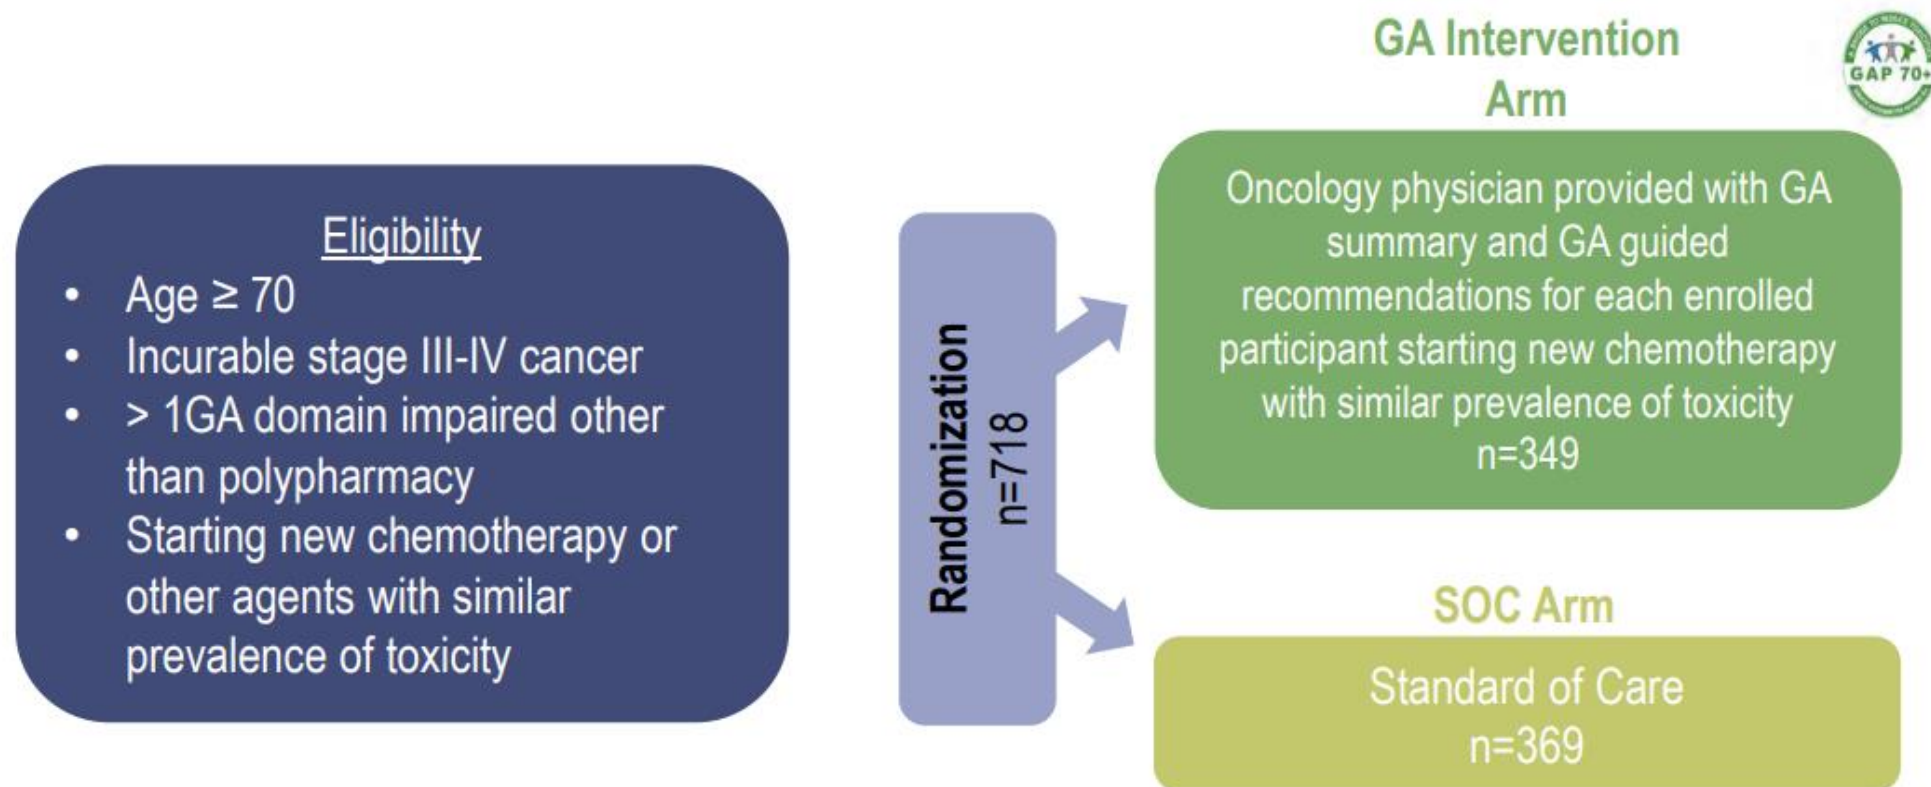 Eligibility
• Age ≥ 70
• Incurable stage III-IV cancer
• > 1GA domain impaired other
than polypharmacy
• Starting new chemotherapy or
other agents with similar
prevalence of toxicity
Randomization
n=718
GA Intervention
Arm
Oncology physician provided with GA
summary and GA guided
recommendations for each enrolled
participant starting new chemotherapy
with similar prevalence of toxicity
n=349
SOC Arm
Standard of Care
n=369
GAP 70+